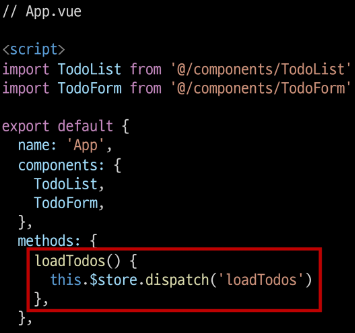 // App.vue
<script>
import TodoList from '@/components/TodoList'
import TodoForm from '@/components/TodoForm'
export default {
name: 'App',
components: {
TodoList,
TodoForm,
},
methods: {
loadTodos() {
this.$store.dispatch('loadTodos')
},
},